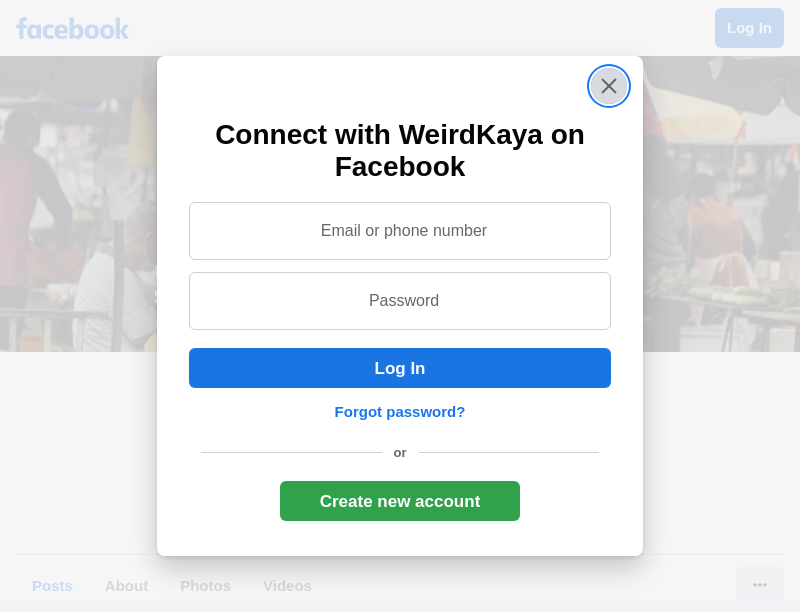 facebook
Log In
Connect with WeirdKaya on
Facebook
Email or phone number
Password
Log In
Forgot password?
or
Create new account
Posts
About
Photos
Videos